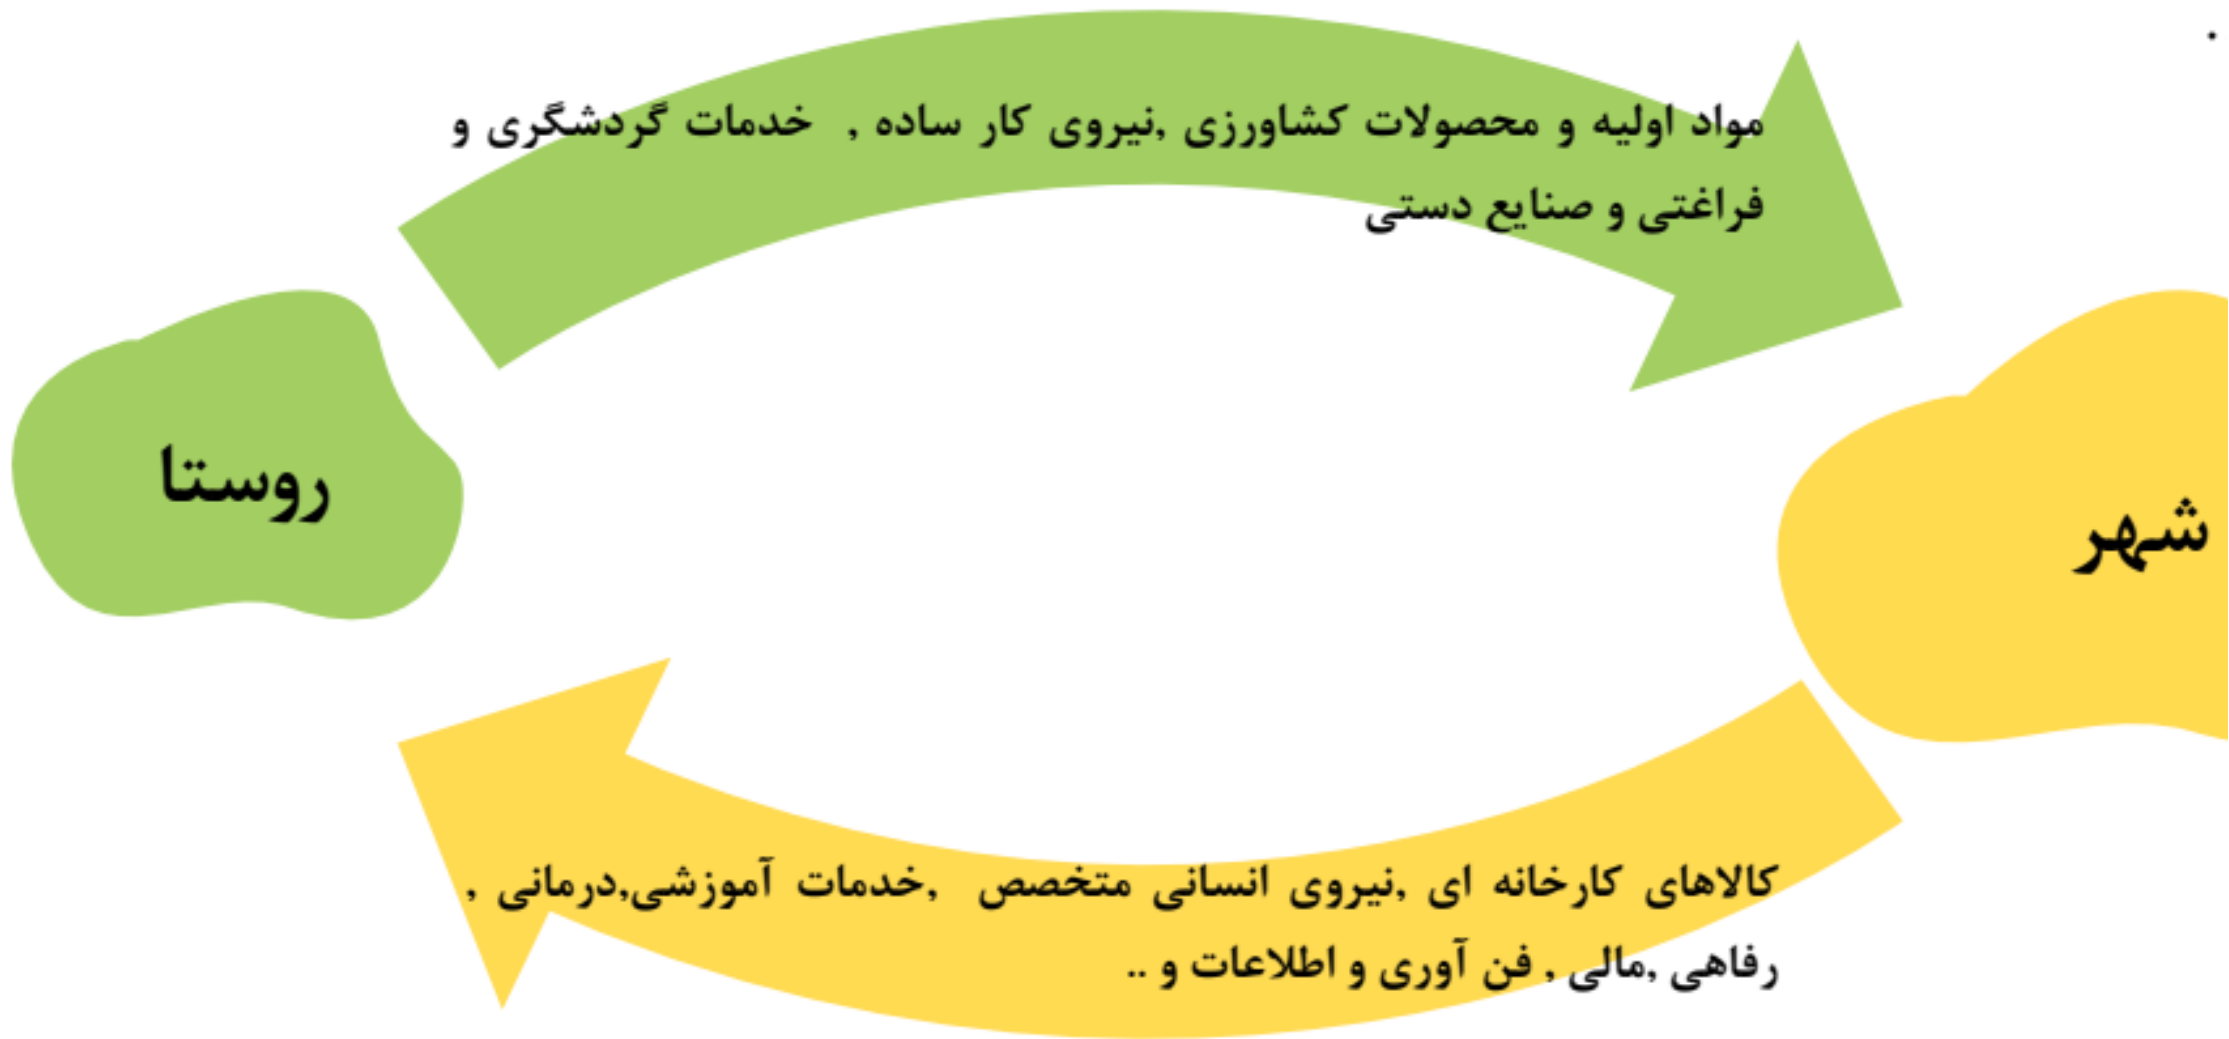 مواد اولیه و محصولات کشاورزی ,نیروی کار ساده , خدمات گردشگری و
فراغتی و صنایع دستی
روستا
شهر
کالاهای کارخانه ای ,نیروی انسانی متخصص ,خدمات آموزشی,درمانی ,
رفاهی ,مالی , فن آوری و اطلاعات و ..